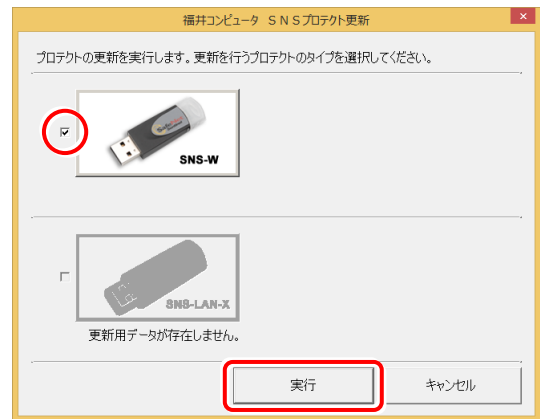 福井コンピュータ ＳＮＳプロテクト更新
プロテクトの更新を実行します。更新を行うプロテクトのタイプを選択してください。
SNS-W
SNS-LAN-X
更新用データが存在しません。
実行
キャンセル